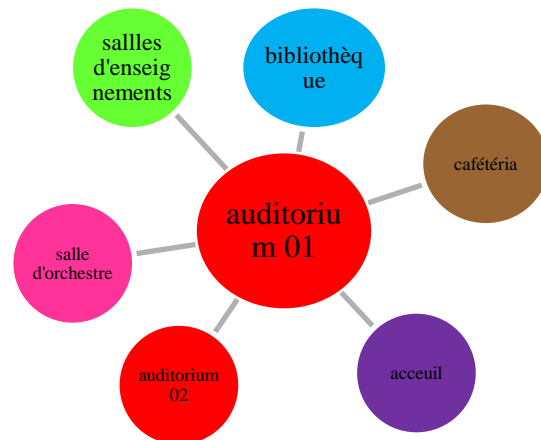 sallles
d'enseig
nements
bibliothèq
ue
cafétéria
auditoriu
m 01
salle
d'orchestre
auditorium
02
acceuil